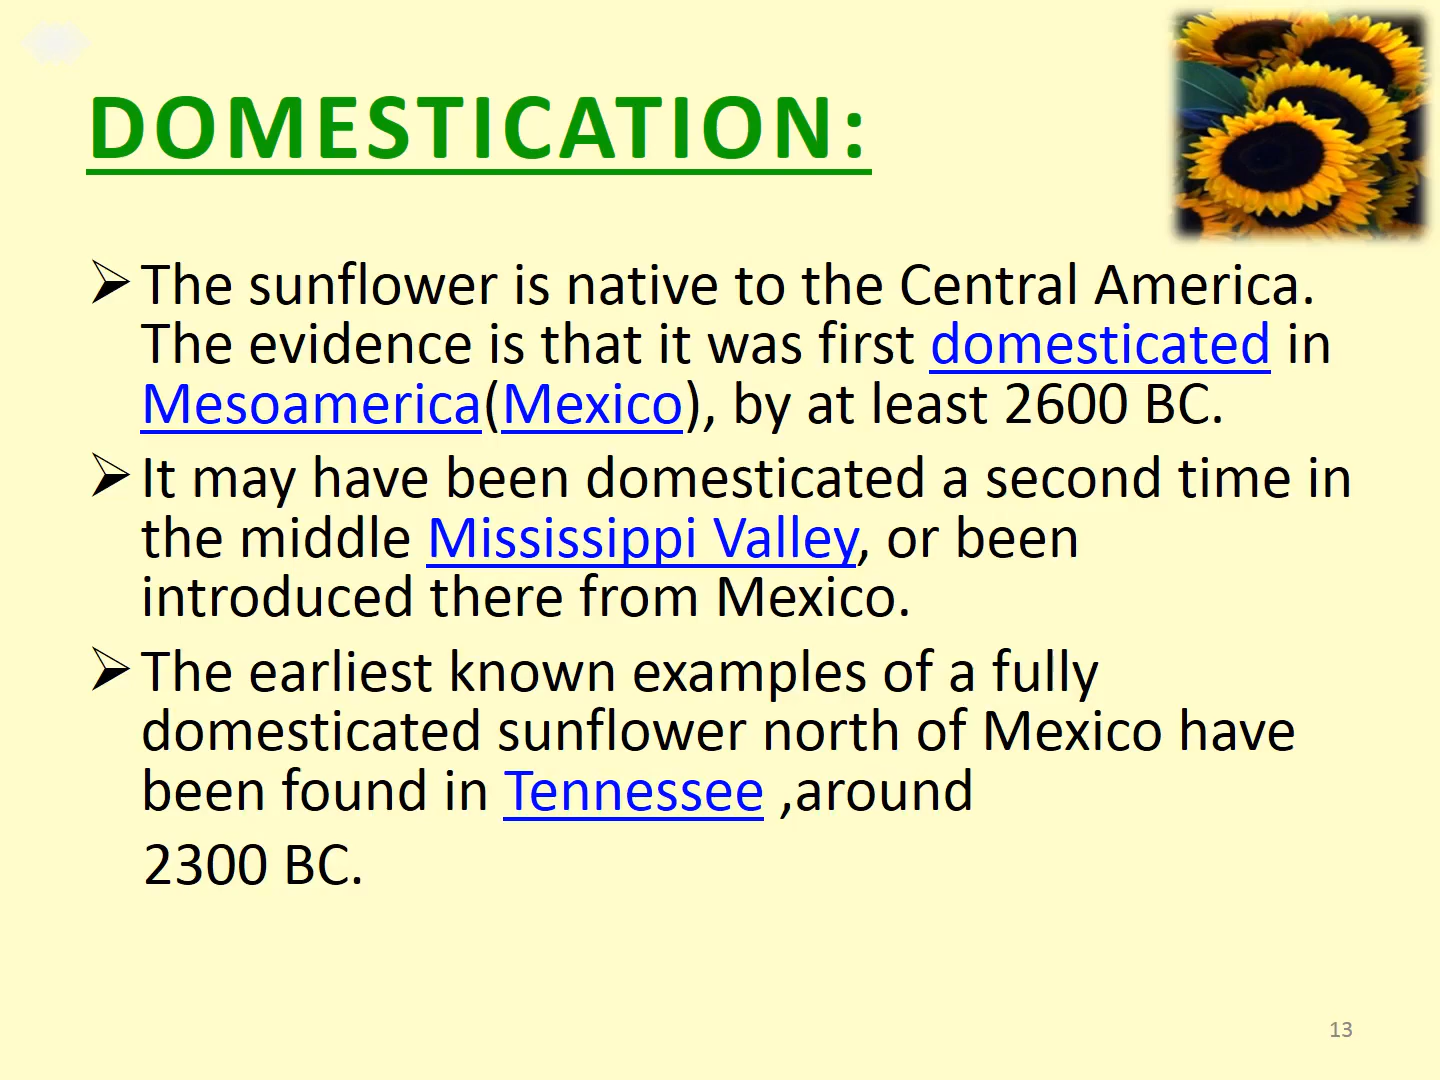 DOMESTICATION:
➢The sunflower is native to the Central America.
The evidence is that it was first domesticated in
Mesoamerica(Mexico), by at least 2600 BC.
➢It may have been domesticated a second time in
the middle Mississippi Valley, or been
introduced there from Mexico.
➢The earliest known examples of a fully
domesticated sunflower north of Mexico have
been found in Tennessee ,around
2300 BC.
13